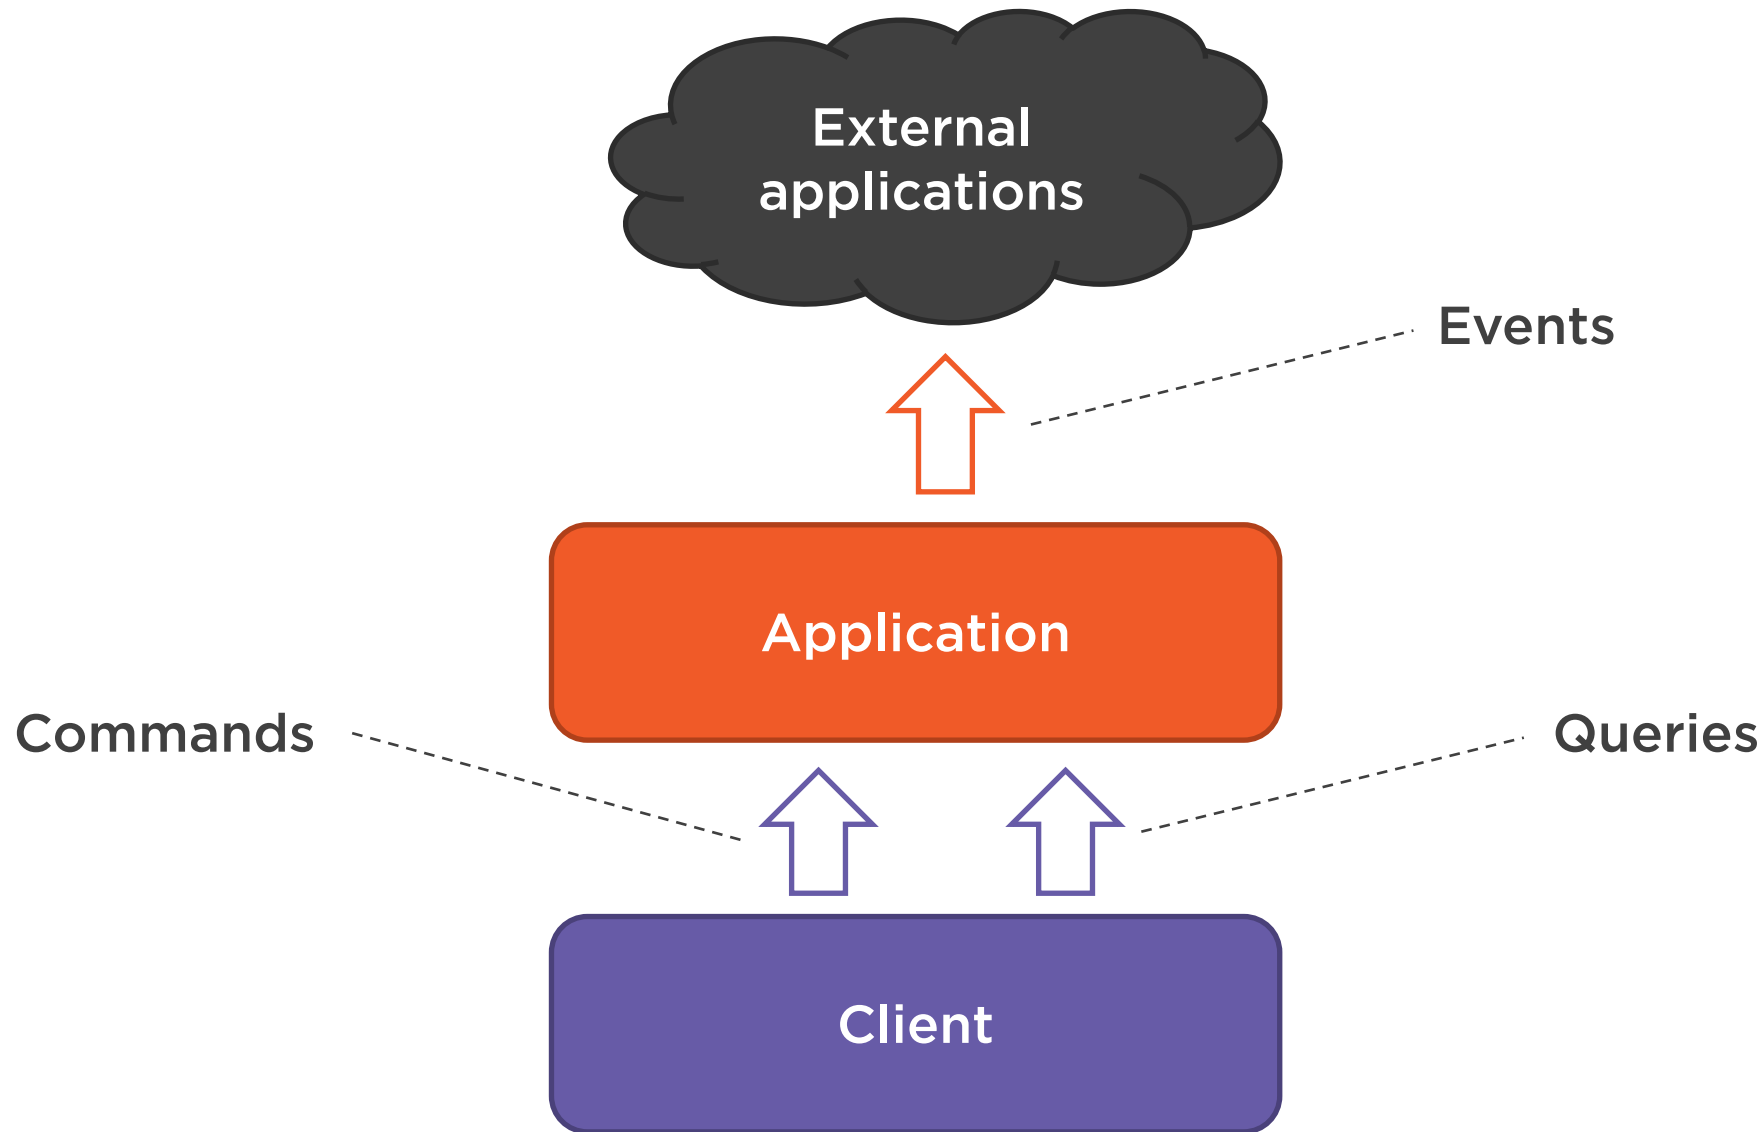 External
applications
Events
Application
Commands
Queries
Client